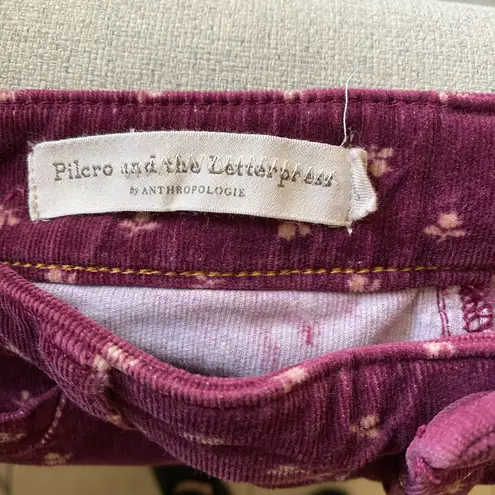 Pilcro and the Letterpress
by ANTHROPOLOGIE